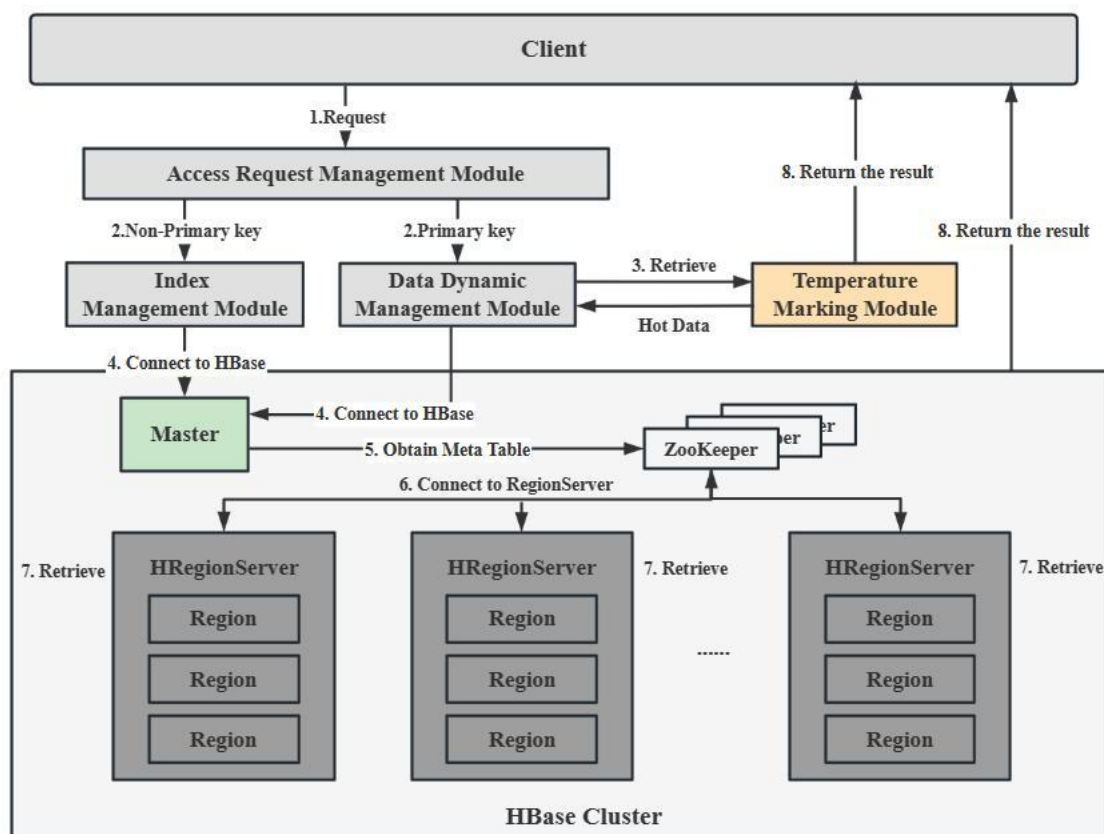 Client
1.Request
Access Request Management Module
8. Return the result
8. Return the result
2.Non-Primary key
2.Primary key
Index
Management Module
Data Dynamic
Management Module
3. Retrieve
Hot Data
Temperature
Marking Module
4. Connect to HBase
4. Connect to HBase
Master
5. Obtain Meta Table
ZooKeeper
per
er
6. Connect to RegionServer
7. Retrieve
HRegionServer
Region
Region
Region
HRegionServer
Region
Region
Region
7. Retrieve
......
HRegionServer
Region
Region
Region
7. Retrieve
HBase Cluster